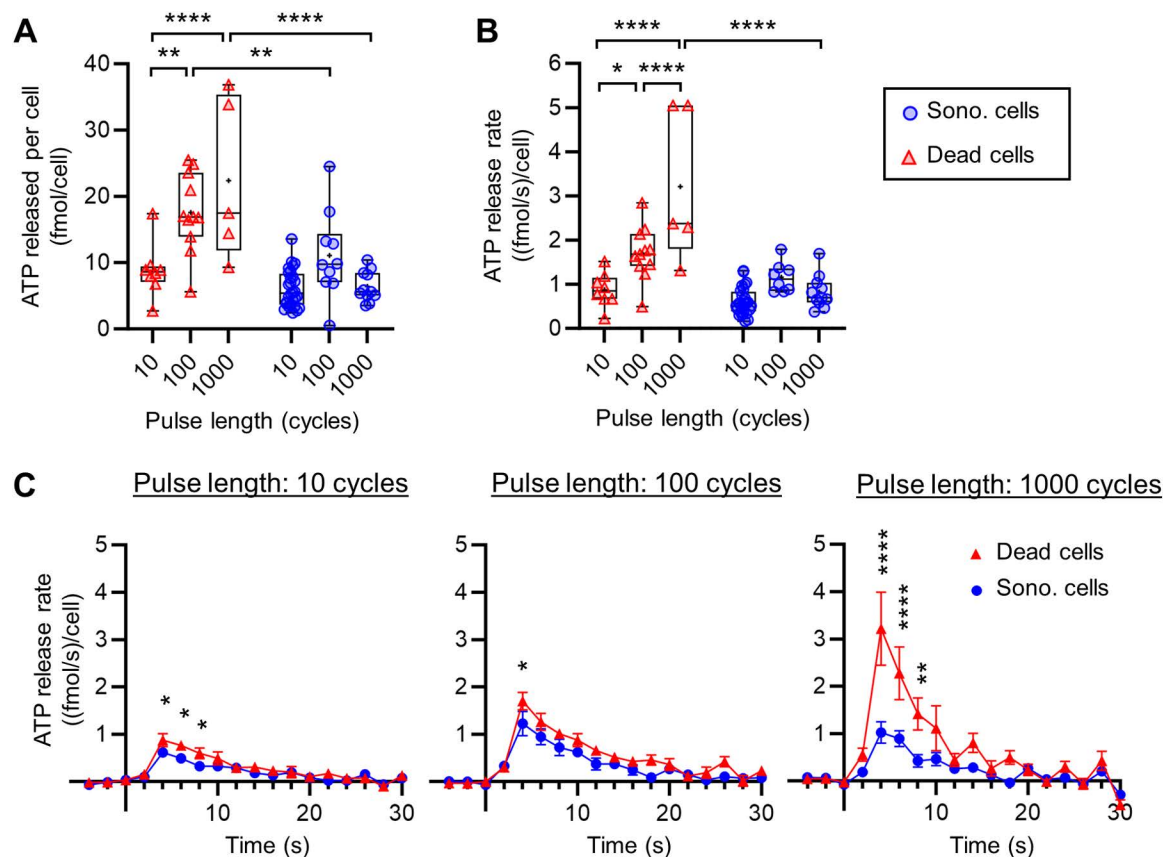 A
B
**** ****
** **
ATP released per cell
(fmol/cell)
40
30
20
10
0
10 100 1000 10 100 1000
Pulse length (cycles)
**** ****
* ****
ATP release rate
((fmol/s)/cell)
6
5
4
3
2
1
0
10 100 1000 10 100 1000
Pulse length (cycles)
Sono. cells
Dead cells
C
Pulse length: 10 cycles
Pulse length: 100 cycles
Pulse length: 1000 cycles
ATP release rate
((fmol/s)/cell)
5
4
3
2
1
* * *
10 20 30
Time (s)
5
4
3
2
1
*
10 20 30
Time (s)
5
4
3
2
1
**** **** **
Dead cells
Sono. cells
10 20 30
Time (s)